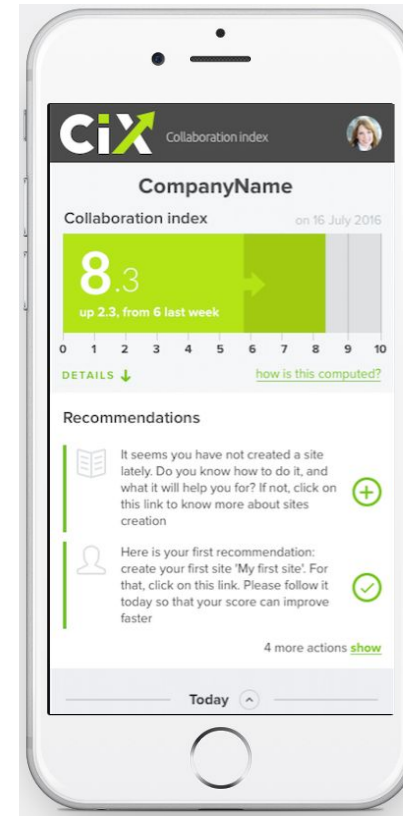 CiX Collaboration index
CompanyName
Collaboration index on 16 July 2016
8.3
up 2.3, from 6 last week
0 1 2 3 4 5 6 7 8 9 10
DETAILS ↓ how is this computed?
Recommendations
It seems you have not created a site
lately. Do you know how to do it, and
what it will help you for? If not, click on
this link to know more about sites
creation
Here is your first recommendation:
create your first site 'My first site'. For
that, click on this link. Please follow it
today so that your score can improve
faster
4 more actions show
Today